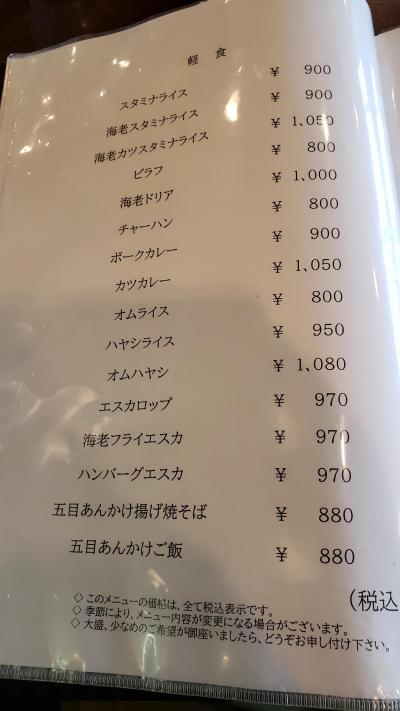 軽 食
スタミナライス ¥ 900
海老スタミナライス ¥ 900
海老カツスタミナライス ¥ 1,050
ピラフ ¥ 800
海老ドリア ¥ 1,000
チャーハン ¥ 800
ポークカレー ¥ 900
カツカレー ¥ 1,050
オムライス ¥ 800
ハヤシライス ¥ 950
オムハヤシ ¥ 1,080
エスカロップ ¥ 970
海老フライエスカ ¥ 970
ハンバーグエスカ ¥ 970
五目あんかけ揚げ焼そば ¥ 880
五目あんかけご飯 ¥ 880
(税込
◇ このメニューの価格は、全て税込表示です。
◇ 季節により、メニュー内容が変更になる場合がございます。
◇ 大盛、少なめのご希望が御座いましたら、どうぞお申し付け下さい。